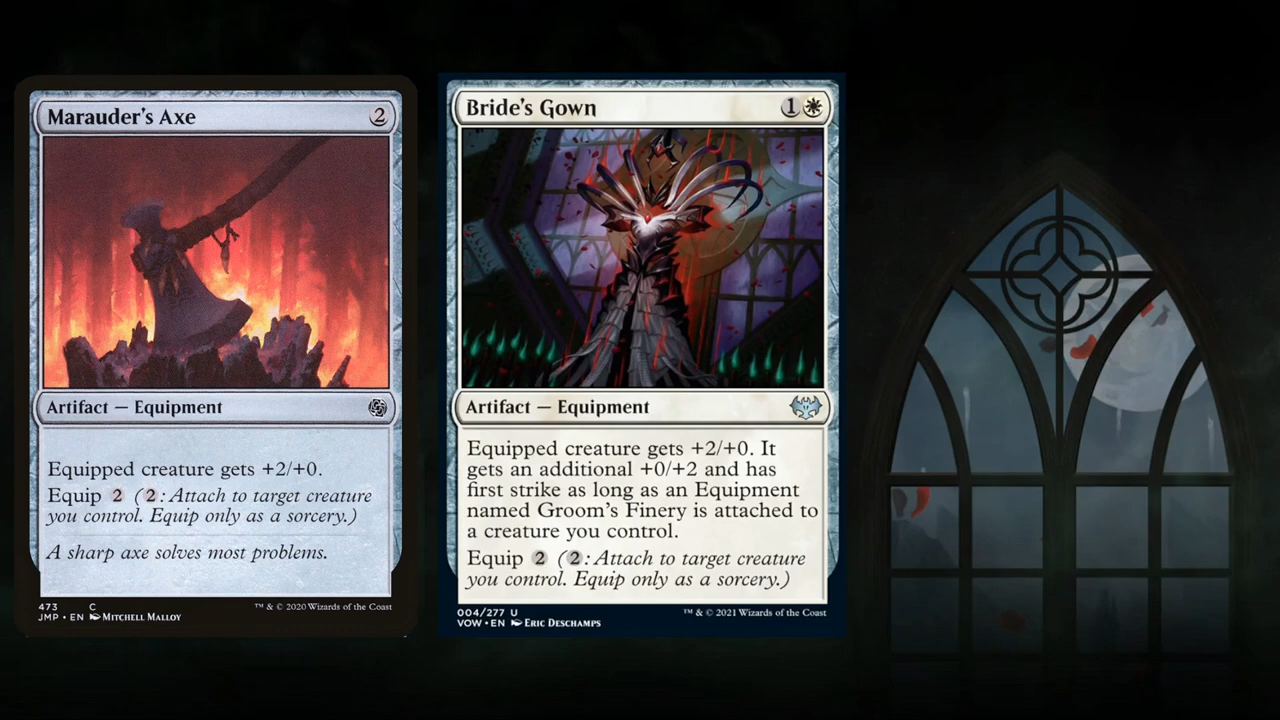 Marauder's Axe 2
Artifact — Equipment
Equipped creature gets +2/+0.
Equip 2 (2: Attach to target creature
you control. Equip only as a sorcery.)
A sharp axe solves most problems.
473 C
JMP • EN Mitchell Malloy
™ & © 2020 Wizards of the Coast
Bride's Gown 1
Artifact — Equipment
Equipped creature gets +2/+0. It
gets an additional +0/+2 and has
first strike as long as an Equipment
named Groom's Finery is attached to
a creature you control.
Equip 2 (2: Attach to target creature
you control. Equip only as a sorcery.)
004/277 U
VOW • EN Eric Deschamps
™ & © 2021 Wizards of the Coast